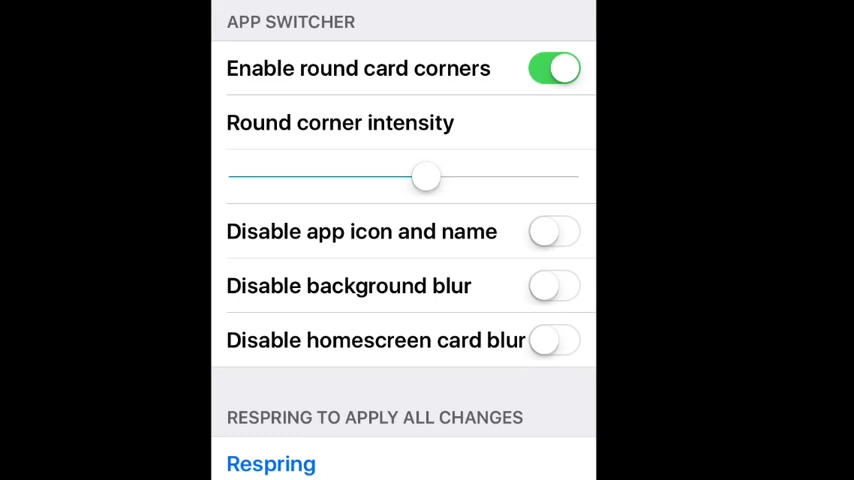 APP SWITCHER
Enable round card corners
Round corner intensity
Disable app icon and name
Disable background blur
Disable homescreen card blur
RESPRING TO APPLY ALL CHANGES
Respring